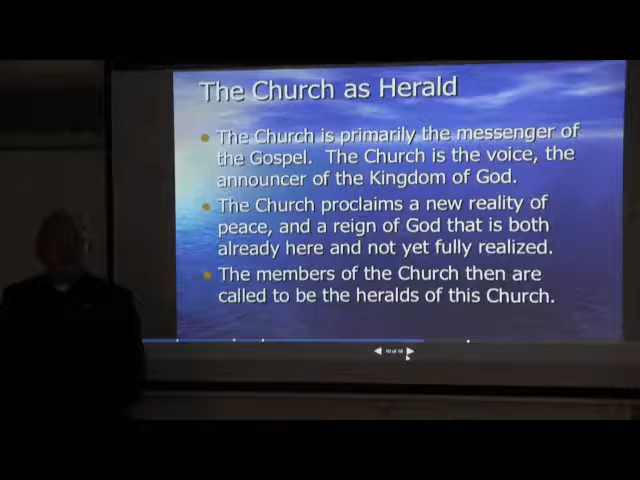 The Church as Herald
The Church is primarily the messenger of
the Gospel. The Church is the voice, the
announcer of the Kingdom of God.
The Church proclaims a new reality of
peace, and a reign of God that is both
already here and not yet fully realized.
The members of the Church then are
called to be the heralds of this Church.